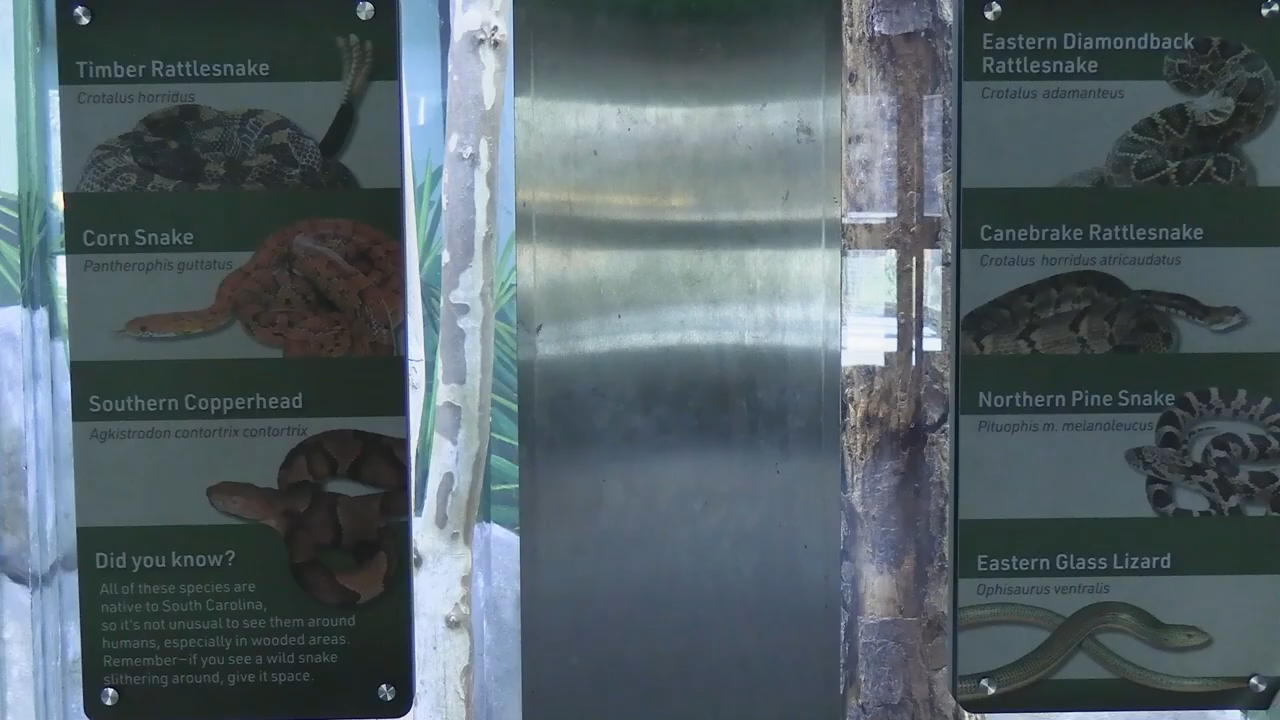 Timber Rattlesnake
Crotalus horridus
Corn Snake
Pantherophis guttatus
Southern Copperhead
Agkistrodon contortrix contortrix
Did you know?
All of these species are
native to South Carolina,
so it's not unusual to see them around
humans, especially in wooded areas.
Remember—if you see a wild snake
slithering around, give it space.
Eastern Diamondback
Rattlesnake
Crotalus adamanteus
Canebrake Rattlesnake
Crotalus horridus atricaudatus
Northern Pine Snake
Pituophis m. melanoleucus
Eastern Glass Lizard
Ophisaurus ventralis